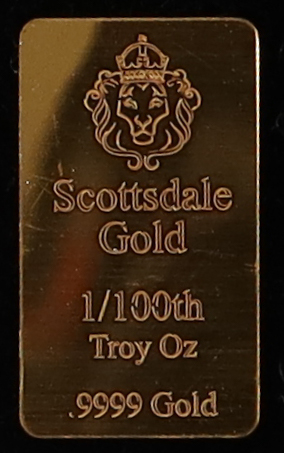 Scottsdale
Gold
1/100th
Troy Oz
.9999 Gold